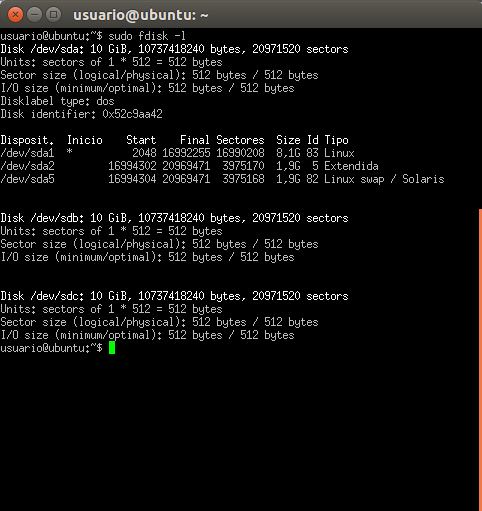 usuario@ubuntu: ~
usuario@ubuntu:~$ sudo fdisk -l
Disk /dev/sda: 10 GiB, 10737418240 bytes, 20971520 sectors
Units: sectors of 1 * 512 = 512 bytes
Sector size (logical/physical): 512 bytes / 512 bytes
I/O size (minimum/optimal): 512 bytes / 512 bytes
Disklabel type: dos
Disk identifier: 0x52c9aa42
Disposit.  Inicio    Start    Final Sectores  Size Id Tipo
/dev/sda1  *          2048 16992255 16990208  8,1G 83 Linux
/dev/sda2         16994302 20969471  3975170  1,9G  5 Extendida
/dev/sda5         16994304 20969471  3975168  1,9G 82 Linux swap / Solaris
Disk /dev/sdb: 10 GiB, 10737418240 bytes, 20971520 sectors
Units: sectors of 1 * 512 = 512 bytes
Sector size (logical/physical): 512 bytes / 512 bytes
I/O size (minimum/optimal): 512 bytes / 512 bytes
Disk /dev/sdc: 10 GiB, 10737418240 bytes, 20971520 sectors
Units: sectors of 1 * 512 = 512 bytes
Sector size (logical/physical): 512 bytes / 512 bytes
I/O size (minimum/optimal): 512 bytes / 512 bytes
usuario@ubuntu:~$